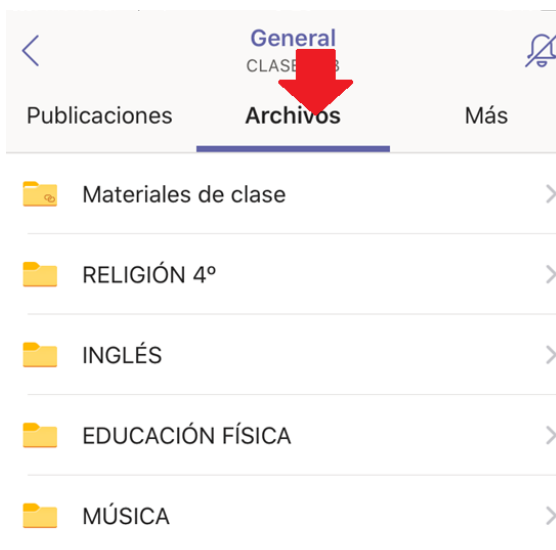 General
CLASE
Publicaciones
Archivos
Más
Materiales de clase
RELIGIÓN 4º
INGLÉS
EDUCACIÓN FÍSICA
MÚSICA